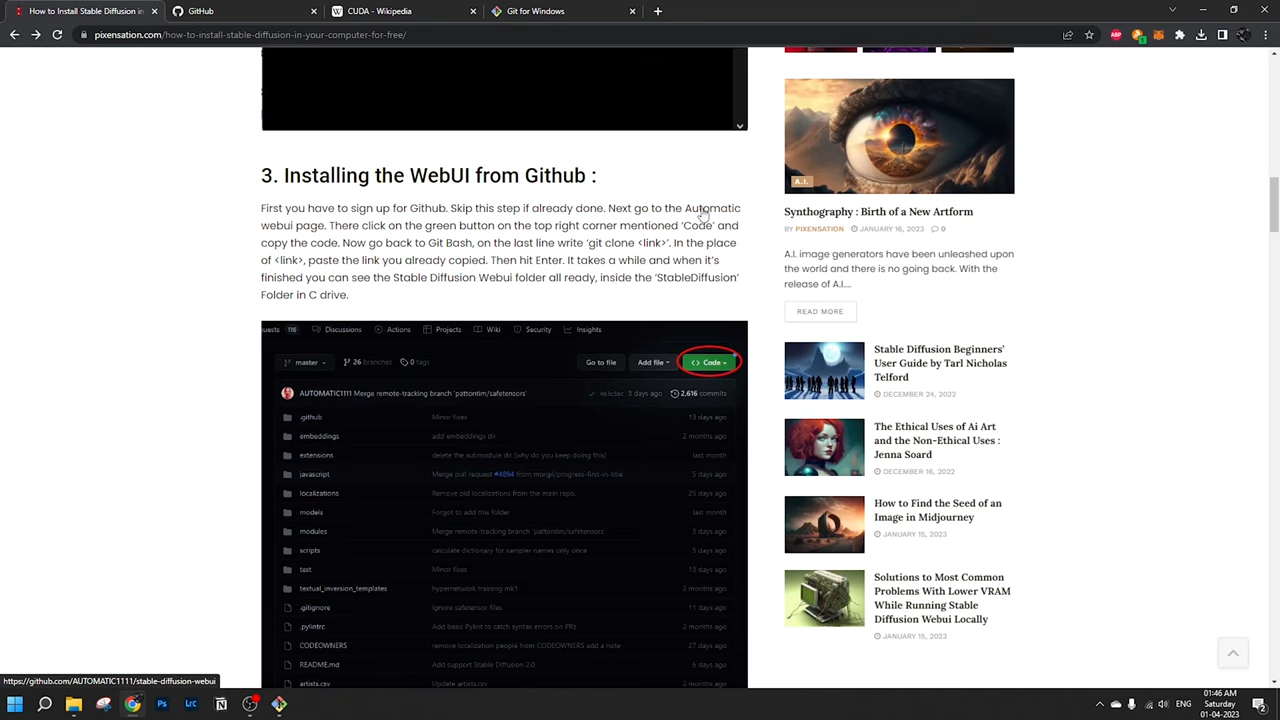 How to Install Stable Diffusion in
GitHub
CUDA - Wikipedia
Git for Windows
pixensation.com/how-to-install-stable-diffusion-in-your-computer-for-free/
3. Installing the WebUI from Github :
First you have to sign up for Github. Skip this step if already done. Next go to the Automatic
webui page. There click on the green button on the top right corner mentioned 'Code' and
copy the code. Now go back to Git Bash, on the last line write 'git clone <link>'. In the place
of <link>, paste the link you already copied. Then hit Enter. It takes a while and when it's
finished you can see the Stable Diffusion Webui folder all ready, inside the 'StableDiffusion'
Folder in C drive.
uests 116 Discussions Actions Projects Wiki Security Insights
master 26 branches 0 tags Go to file Add file Code
AUTOMATIC1111 Merge remote-tracking branch 'pattontim/safetensors' 3 days ago 2,616 commits
.github Minor fixes 13 days ago
embeddings add embeddings dir 2 months ago
extensions delete the submodule dir (why do you keep doing this) last month
javascript Merge pull request #4894 from morgil/progress-first-in-title 5 days ago
localizations Remove old localizations from the main repo. 25 days ago
models Forgot to add this folder last month
modules Merge remote-tracking branch 'pattontim/safetensors' 3 days ago
scripts calculate dictionary for sampler names only once 5 days ago
test Minor fixes 13 days ago
textual_inversion_templates hypernetwork training mk1 2 months ago
.gitignore Ignore safetensor files 11 days ago
.pylintrc Add basic Pylint to catch syntax errors on PRs 2 months ago
CODEOWNERS remove localization people from CODEOWNERS add a note 27 days ago
README.md Add support Stable Diffusion 2.0 6 days ago
artists.csv Update artists.csv 2 months ago
A.I.
Synthography : Birth of a New Artform
BY PIXENSATION JANUARY 16, 2023 0
A.I. image generators have been unleashed upon
the world and there is no going back. With the
release of A.I....
READ MORE
Stable Diffusion Beginners'
User Guide by Tarl Nicholas
Telford
DECEMBER 24, 2022
The Ethical Uses of Ai Art
and the Non-Ethical Uses :
Jenna Soard
DECEMBER 16, 2022
How to Find the Seed of an
Image in Midjourney
JANUARY 15, 2023
Solutions to Most Common
Problems With Lower VRAM
While Running Stable
Diffusion Webui Locally
JANUARY 15, 2023
https://github.com/AUTOMATIC1111/stable-diffusion-webui
ENG
01:46 AM
Saturday
01-04-2023
2